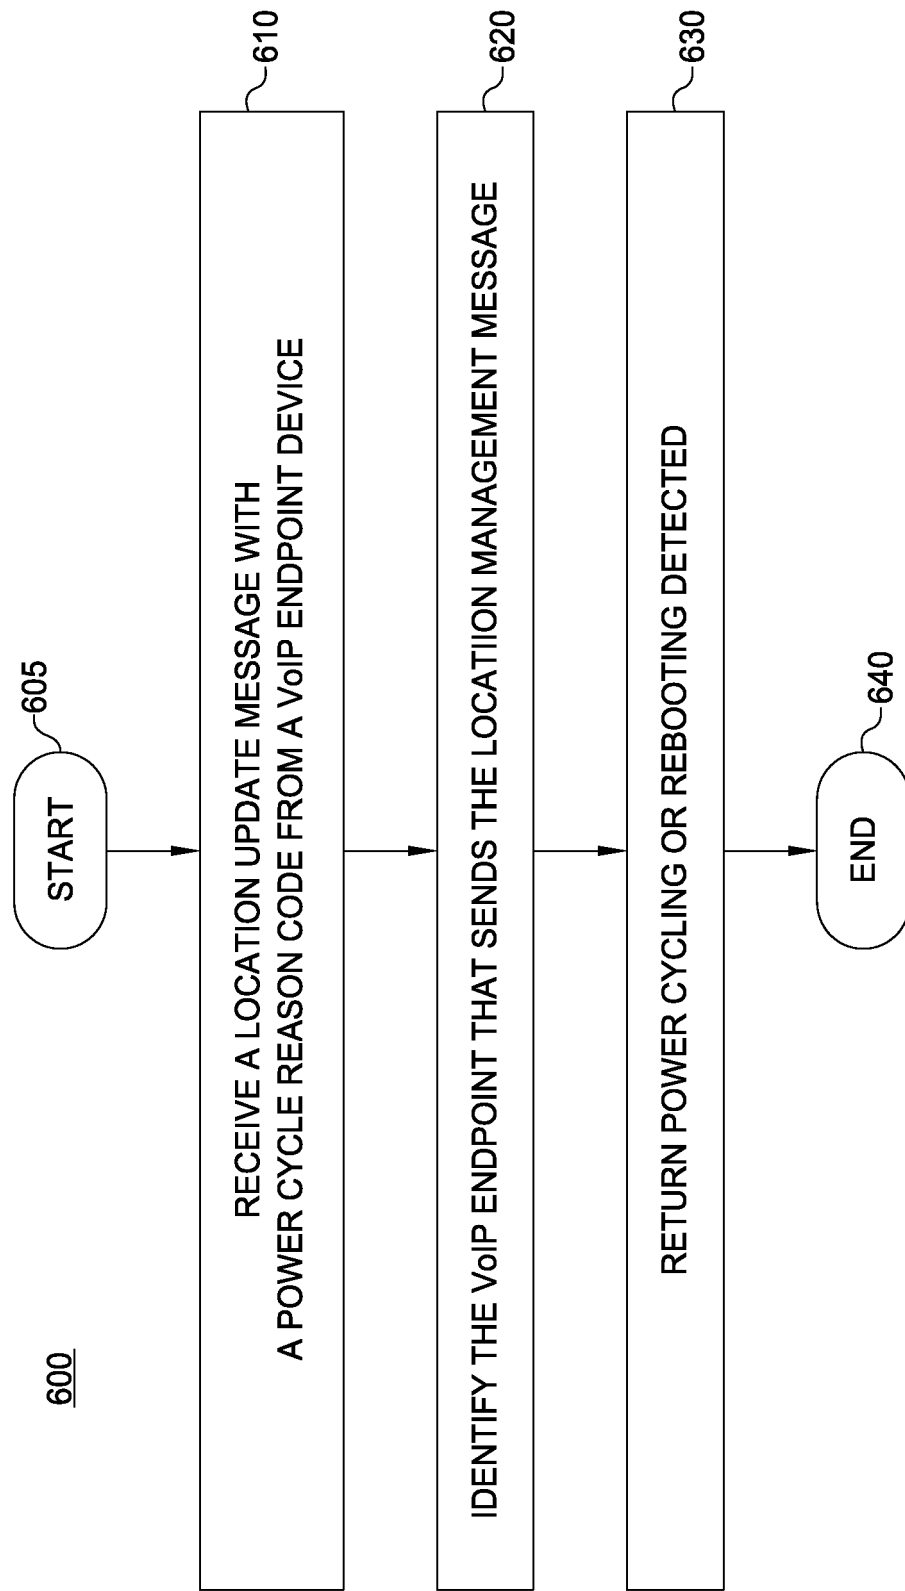 600
START
605
RECEIVE A LOCATION UPDATE MESSAGE WITH
A POWER CYCLE REASON CODE FROM A VoIP ENDPOINT DEVICE
610
IDENTIFY THE VoIP ENDPOINT THAT SENDS THE LOCATIION MANAGEMENT MESSAGE
620
RETURN POWER CYCLING OR REBOOTING DETECTED
630
END
640